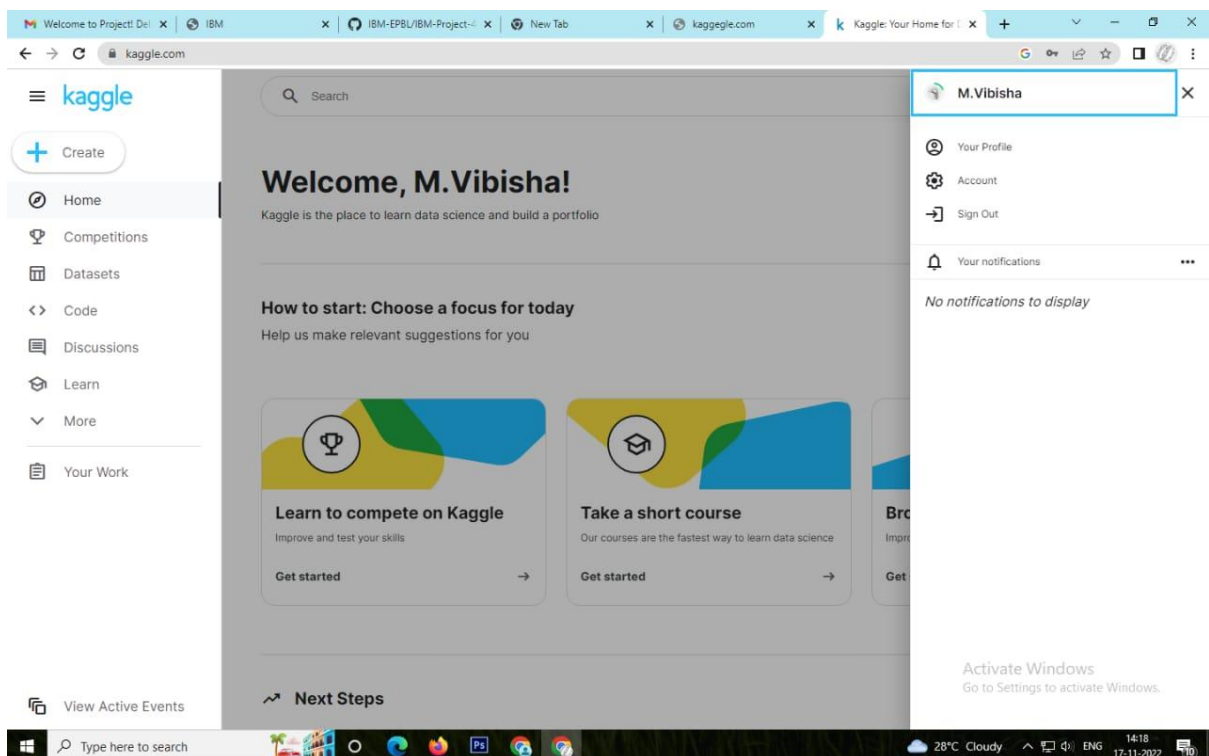 Welcome to Project! Del
IBM
IBM-EPBL/IBM-Project-4
New Tab
kaggegle.com
Kaggle: Your Home for
kaggle.com
kaggle
Search
M.Vibisha
Create
Your Profile
Account
Sign Out
Home
Competitions
Datasets
Code
Discussions
Learn
More
Your Work
View Active Events
Welcome, M.Vibisha!
Kaggle is the place to learn data science and build a portfolio
Your notifications
No notifications to display
How to start: Choose a focus for today
Help us make relevant suggestions for you
Learn to compete on Kaggle
Improve and test your skills
Get started
Take a short course
Our courses are the fastest way to learn data science
Get started
Bro
Impro
Get
Next Steps
Activate Windows
Go to Settings to activate Windows.
Type here to search
Ps
28°C Cloudy
ENG
14:18
17-11-2022